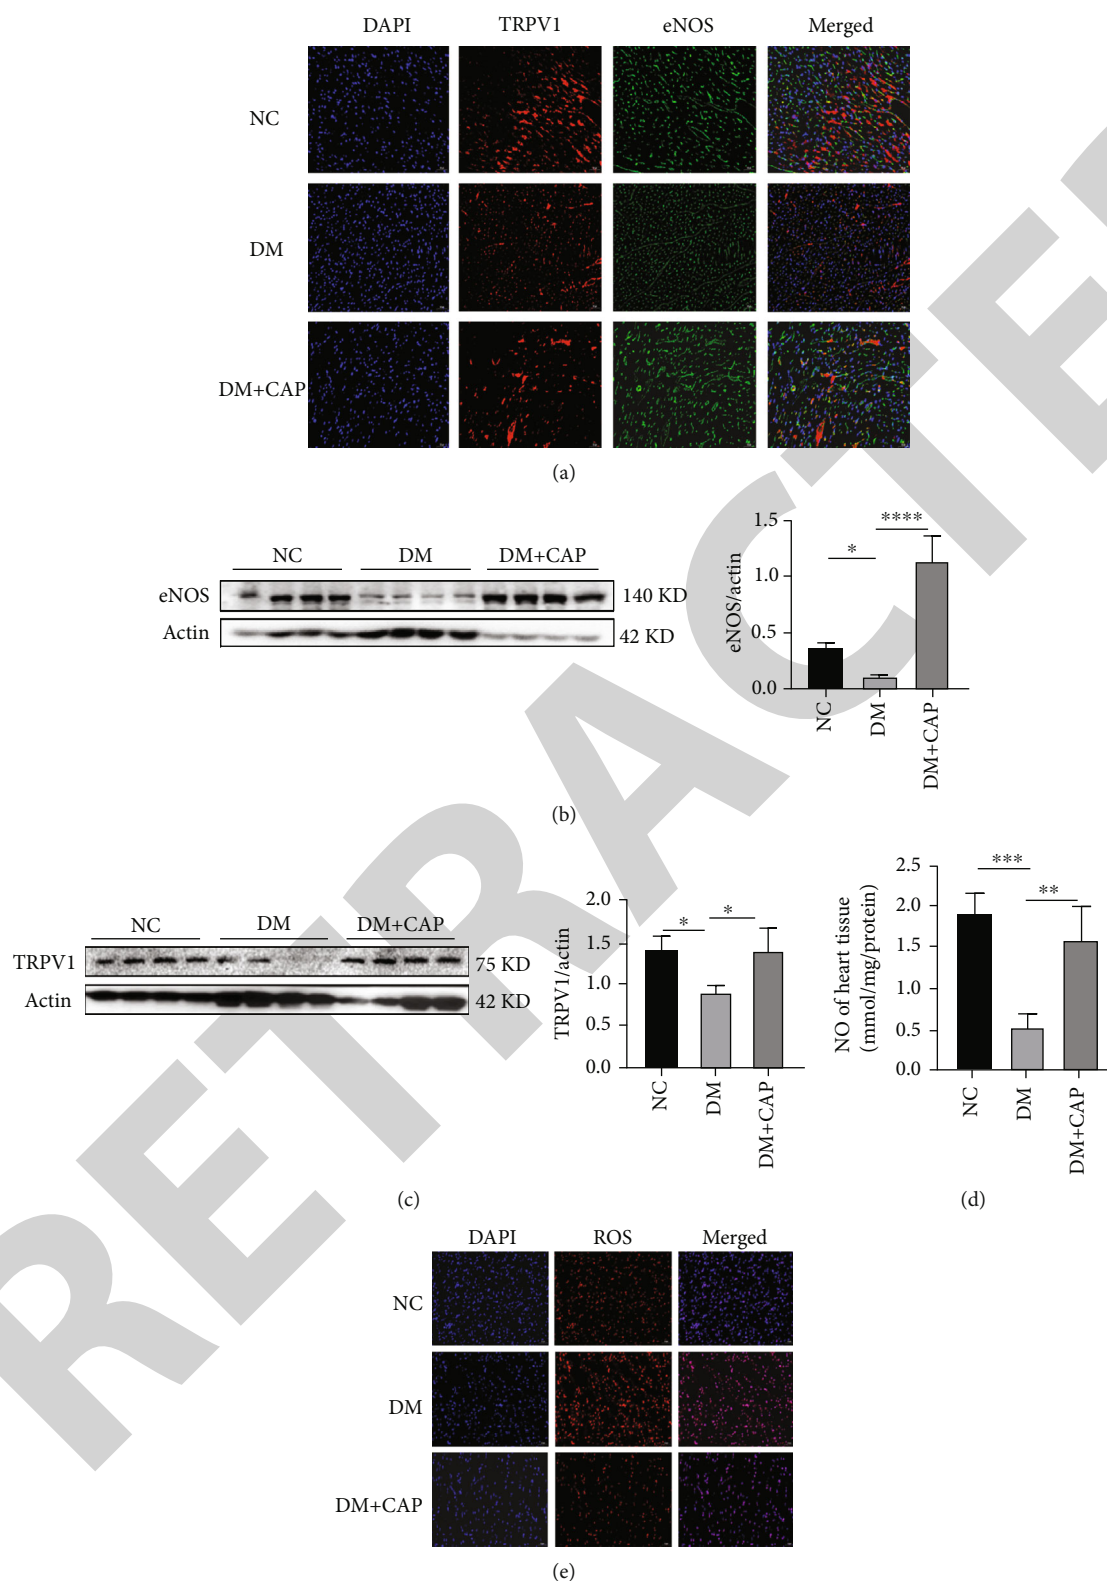 DAPI TRPV1 eNOS Merged
NC
DM
DM+CAP
(a)
NC DM DM+CAP
eNOS 140 KD
Actin 42 KD
eNOS/actin
1.5
1.0
0.5
0.0
* ****
NC DM DM+CAP
(b)
NC DM DM+CAP
TRPV1 75 KD
Actin 42 KD
TRPV1/actin
2.0
1.5
1.0
0.5
0.0
* *
NC DM DM+CAP
(c)
NO of heart tissue
(mmol/mg/protein)
2.5
2.0
1.5
1.0
0.5
0.0
*** **
NC DM DM+CAP
(d)
DAPI ROS Merged
NC
DM
DM+CAP
(e)
RETRACTE